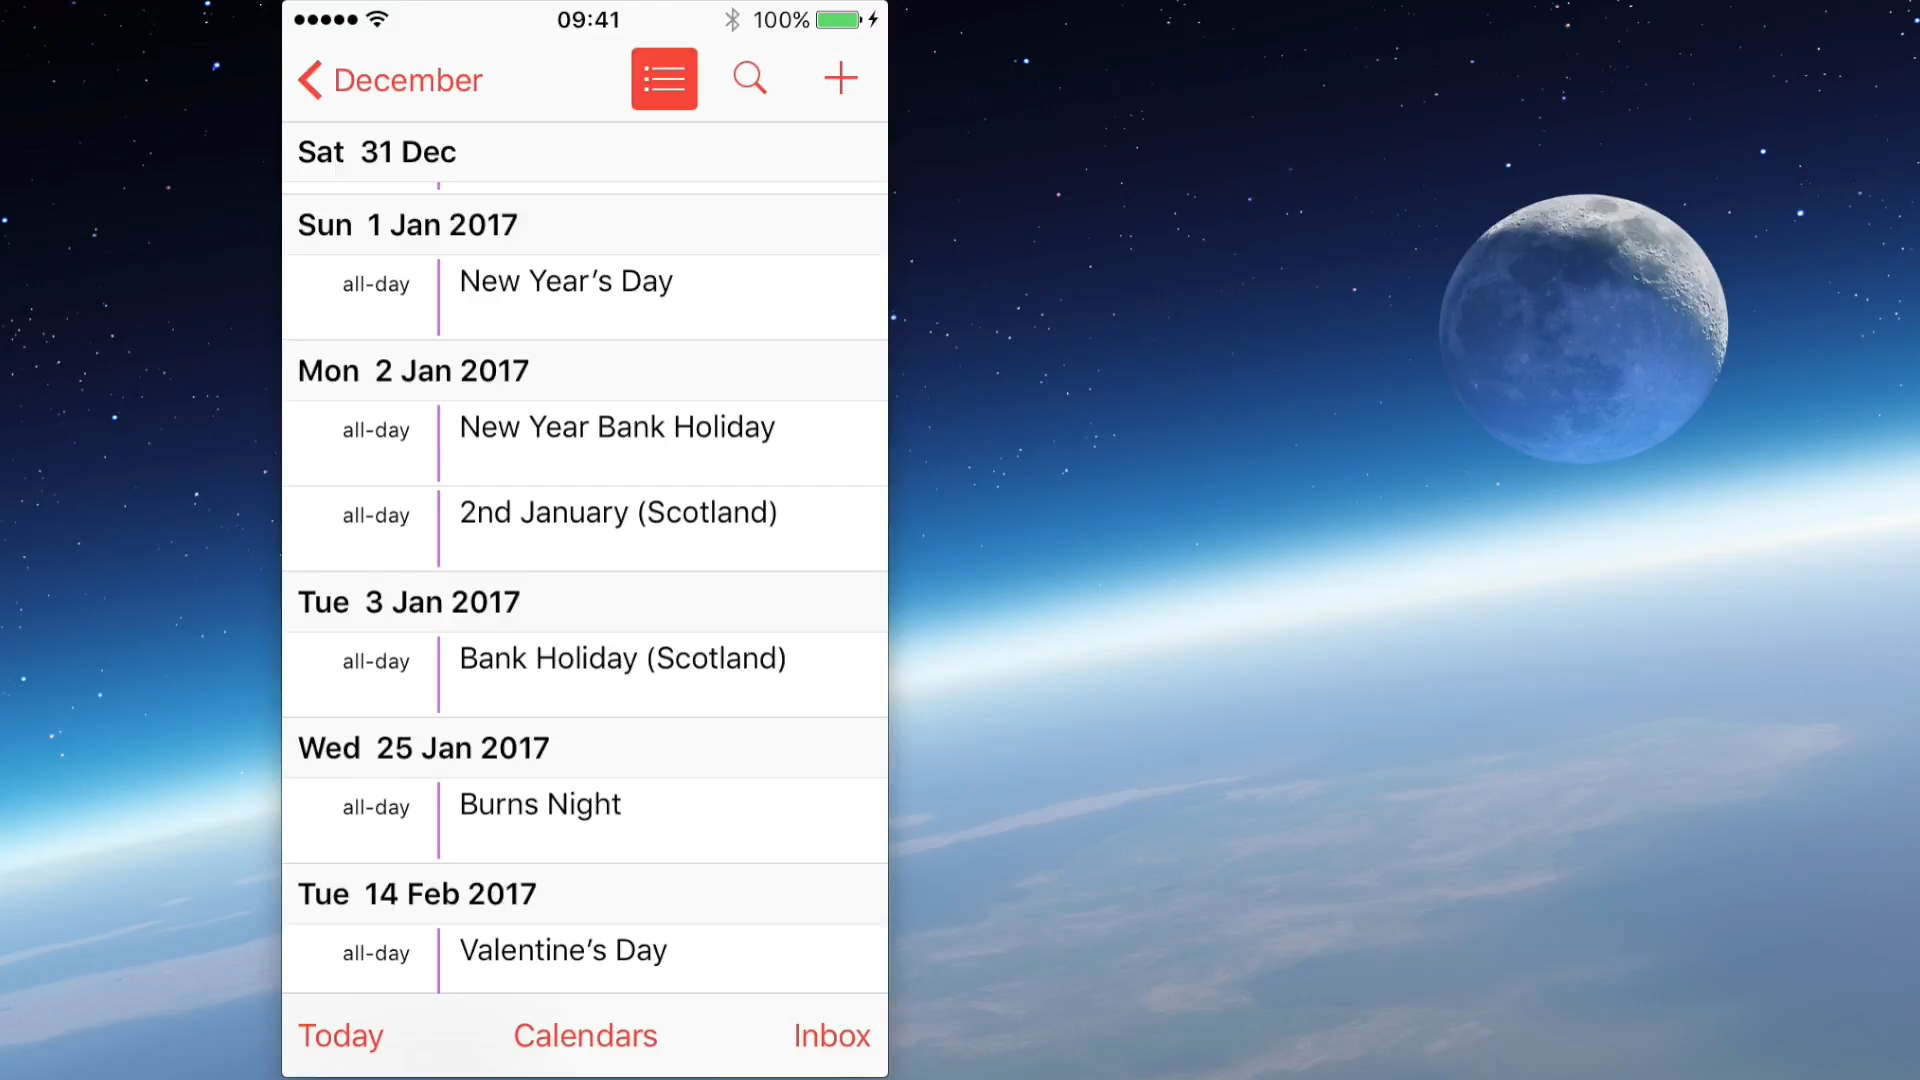 09:41 100%
December
Sat 31 Dec
Sun 1 Jan 2017
all-day New Year’s Day
Mon 2 Jan 2017
all-day New Year Bank Holiday
all-day 2nd January (Scotland)
Tue 3 Jan 2017
all-day Bank Holiday (Scotland)
Wed 25 Jan 2017
all-day Burns Night
Tue 14 Feb 2017
all-day Valentine’s Day
Today Calendars Inbox